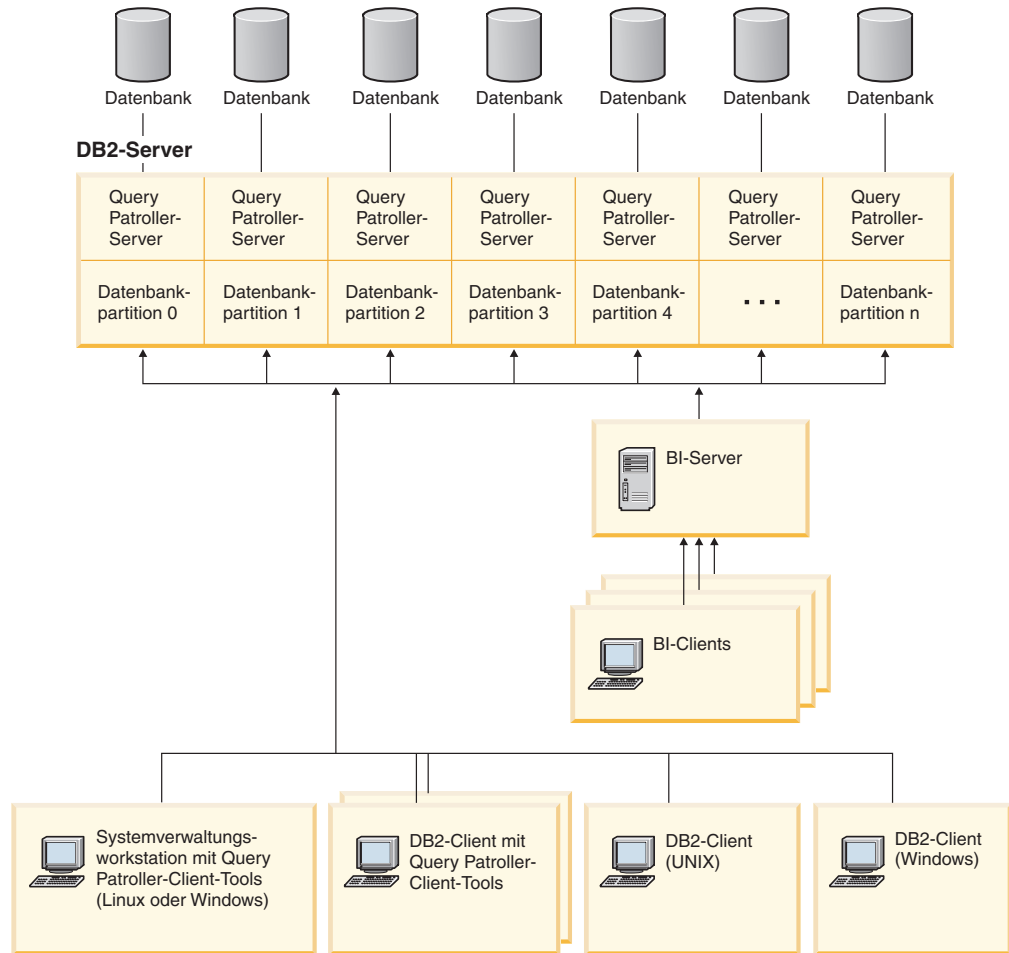 Datenbank Datenbank Datenbank Datenbank Datenbank Datenbank Datenbank
DB2-Server
Query
Patroller-
Server
Query
Patroller-
Server
Query
Patroller-
Server
Query
Patroller-
Server
Query
Patroller-
Server
Query
Patroller-
Server
Query
Patroller-
Server
Datenbank-
partition 0
Datenbank-
partition 1
Datenbank-
partition 2
Datenbank-
partition 3
Datenbank-
partition 4
...
Datenbank-
partition n
BI-Server
BI-Clients
Systemverwaltungs-
workstation mit Query
Patroller-Client-Tools
(Linux oder Windows)
DB2-Client mit
Query Patroller-
Client-Tools
DB2-Client
(UNIX)
DB2-Client
(Windows)